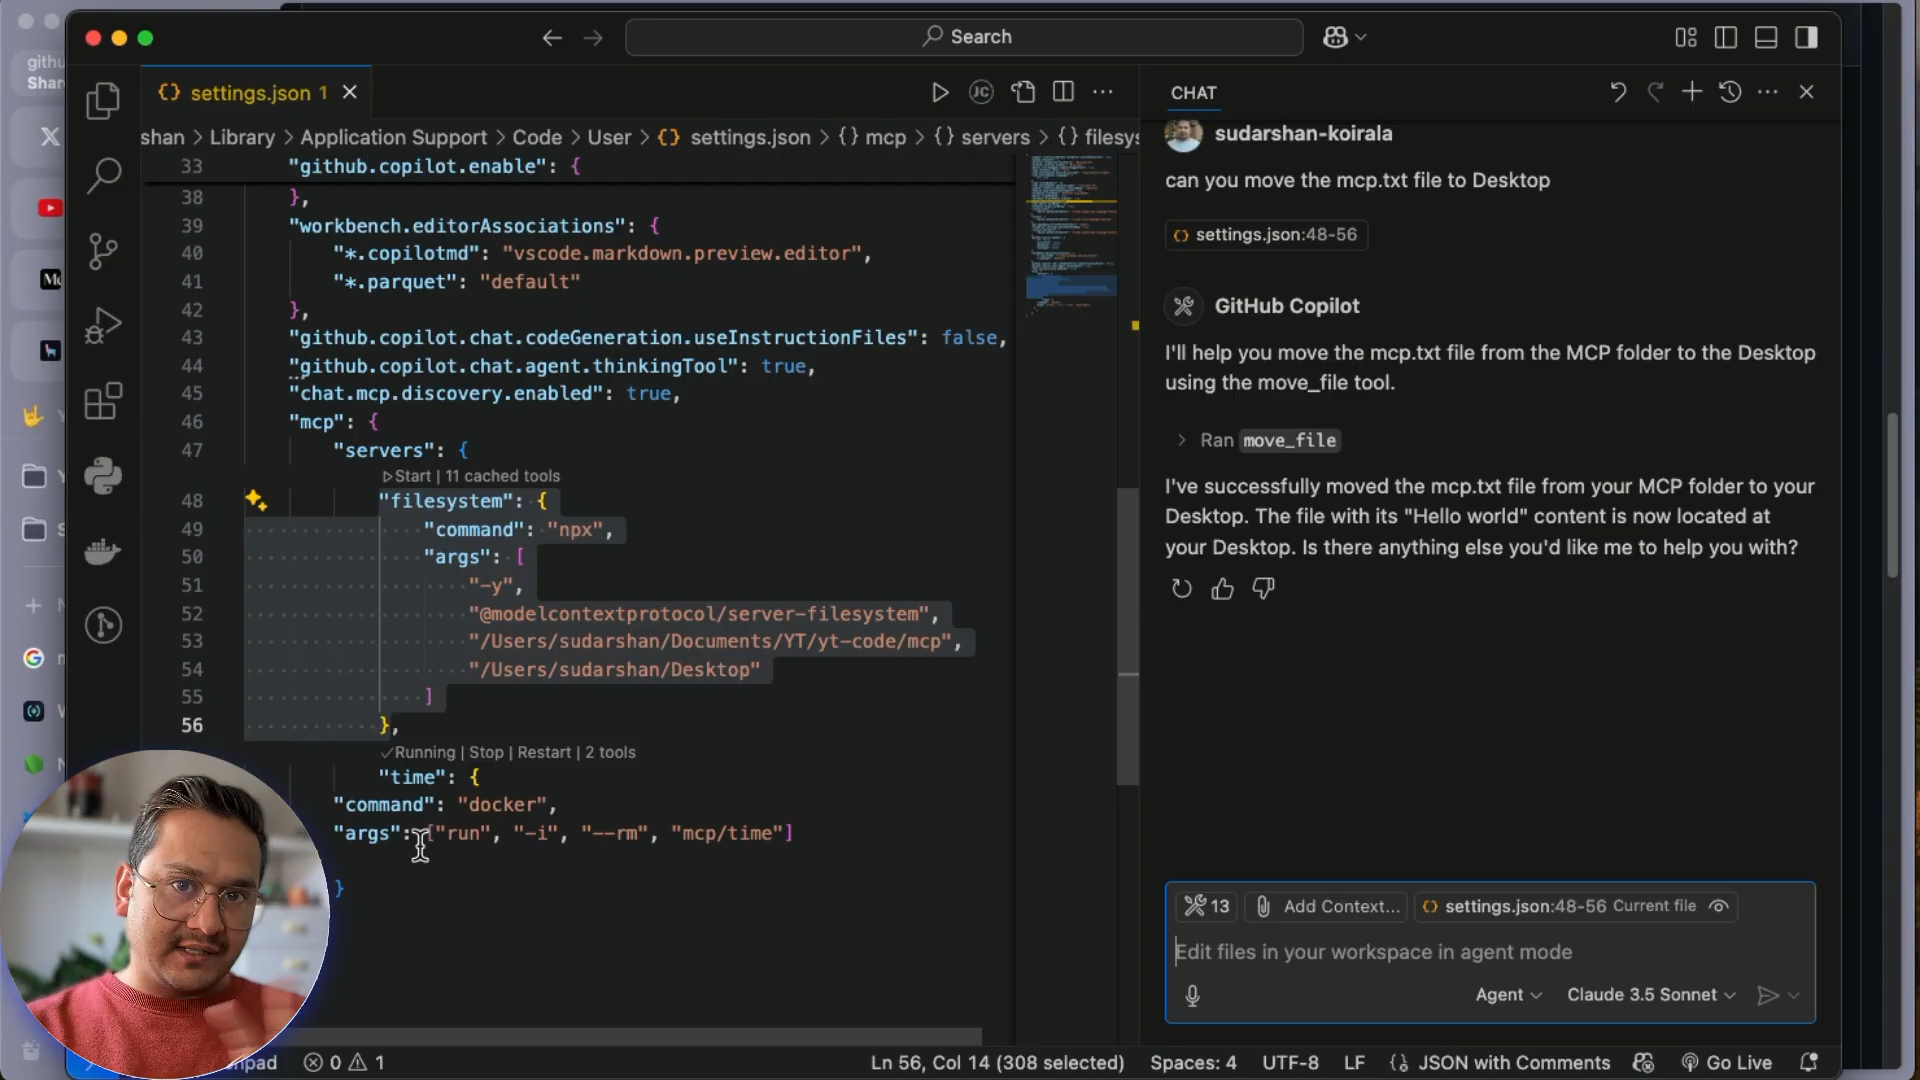 githu
Shar
Search
settings.json 1
shan > Library > Application Support > Code > User > {} settings.json > {} mcp > {} servers > {} filesys
33 "github.copilot.enable": {
38 },
39 "workbench.editorAssociations": {
40 "*.copilotmd": "vscode.markdown.preview.editor",
41 "*.parquet": "default"
42 },
43 "github.copilot.chat.codeGeneration.useInstructionFiles": false,
44 "github.copilot.chat.agent.thinkingTool": true,
45 "chat.mcp.discovery.enabled": true,
46 "mcp": {
47 "servers": {
Start | 11 cached tools
48 "filesystem": {
49 "command": "npx",
50 "args": [
51 "-y",
52 "@modelcontextprotocol/server-filesystem",
53 "/Users/sudarshan/Documents/YT/yt-code/mcp",
54 "/Users/sudarshan/Desktop"
55 ]
56 },
✓Running | Stop | Restart | 2 tools
"time": {
"command": "docker",
"args": ["run", "-i", "--rm", "mcp/time"]
}
CHAT
sudarshan-koirala
can you move the mcp.txt file to Desktop
{} settings.json:48-56
GitHub Copilot
I'll help you move the mcp.txt file from the MCP folder to the Desktop
using the move_file tool.
> Ran move_file
I've successfully moved the mcp.txt file from your MCP folder to your
Desktop. The file with its "Hello world" content is now located at
your Desktop. Is there anything else you'd like me to help you with?
13 Add Context... {} settings.json:48-56 Current file
Edit files in your workspace in agent mode
Agent Claude 3.5 Sonnet
0 1 Ln 56, Col 14 (308 selected) Spaces: 4 UTF-8 LF {} JSON with Comments Go Live